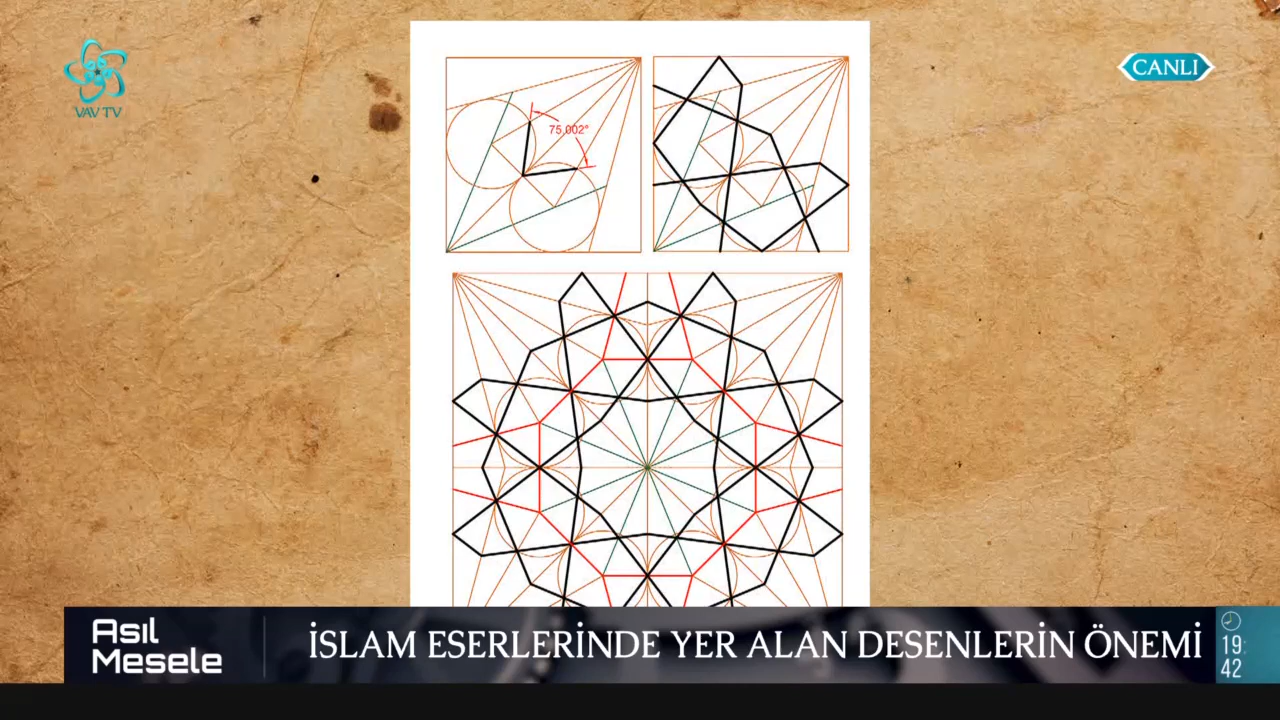 VAV TV
CANLI
75.002°
Asıl
Mesele
İSLAM ESERLERİNDE YER ALAN DESENLERİN ÖNEMİ
19:
42